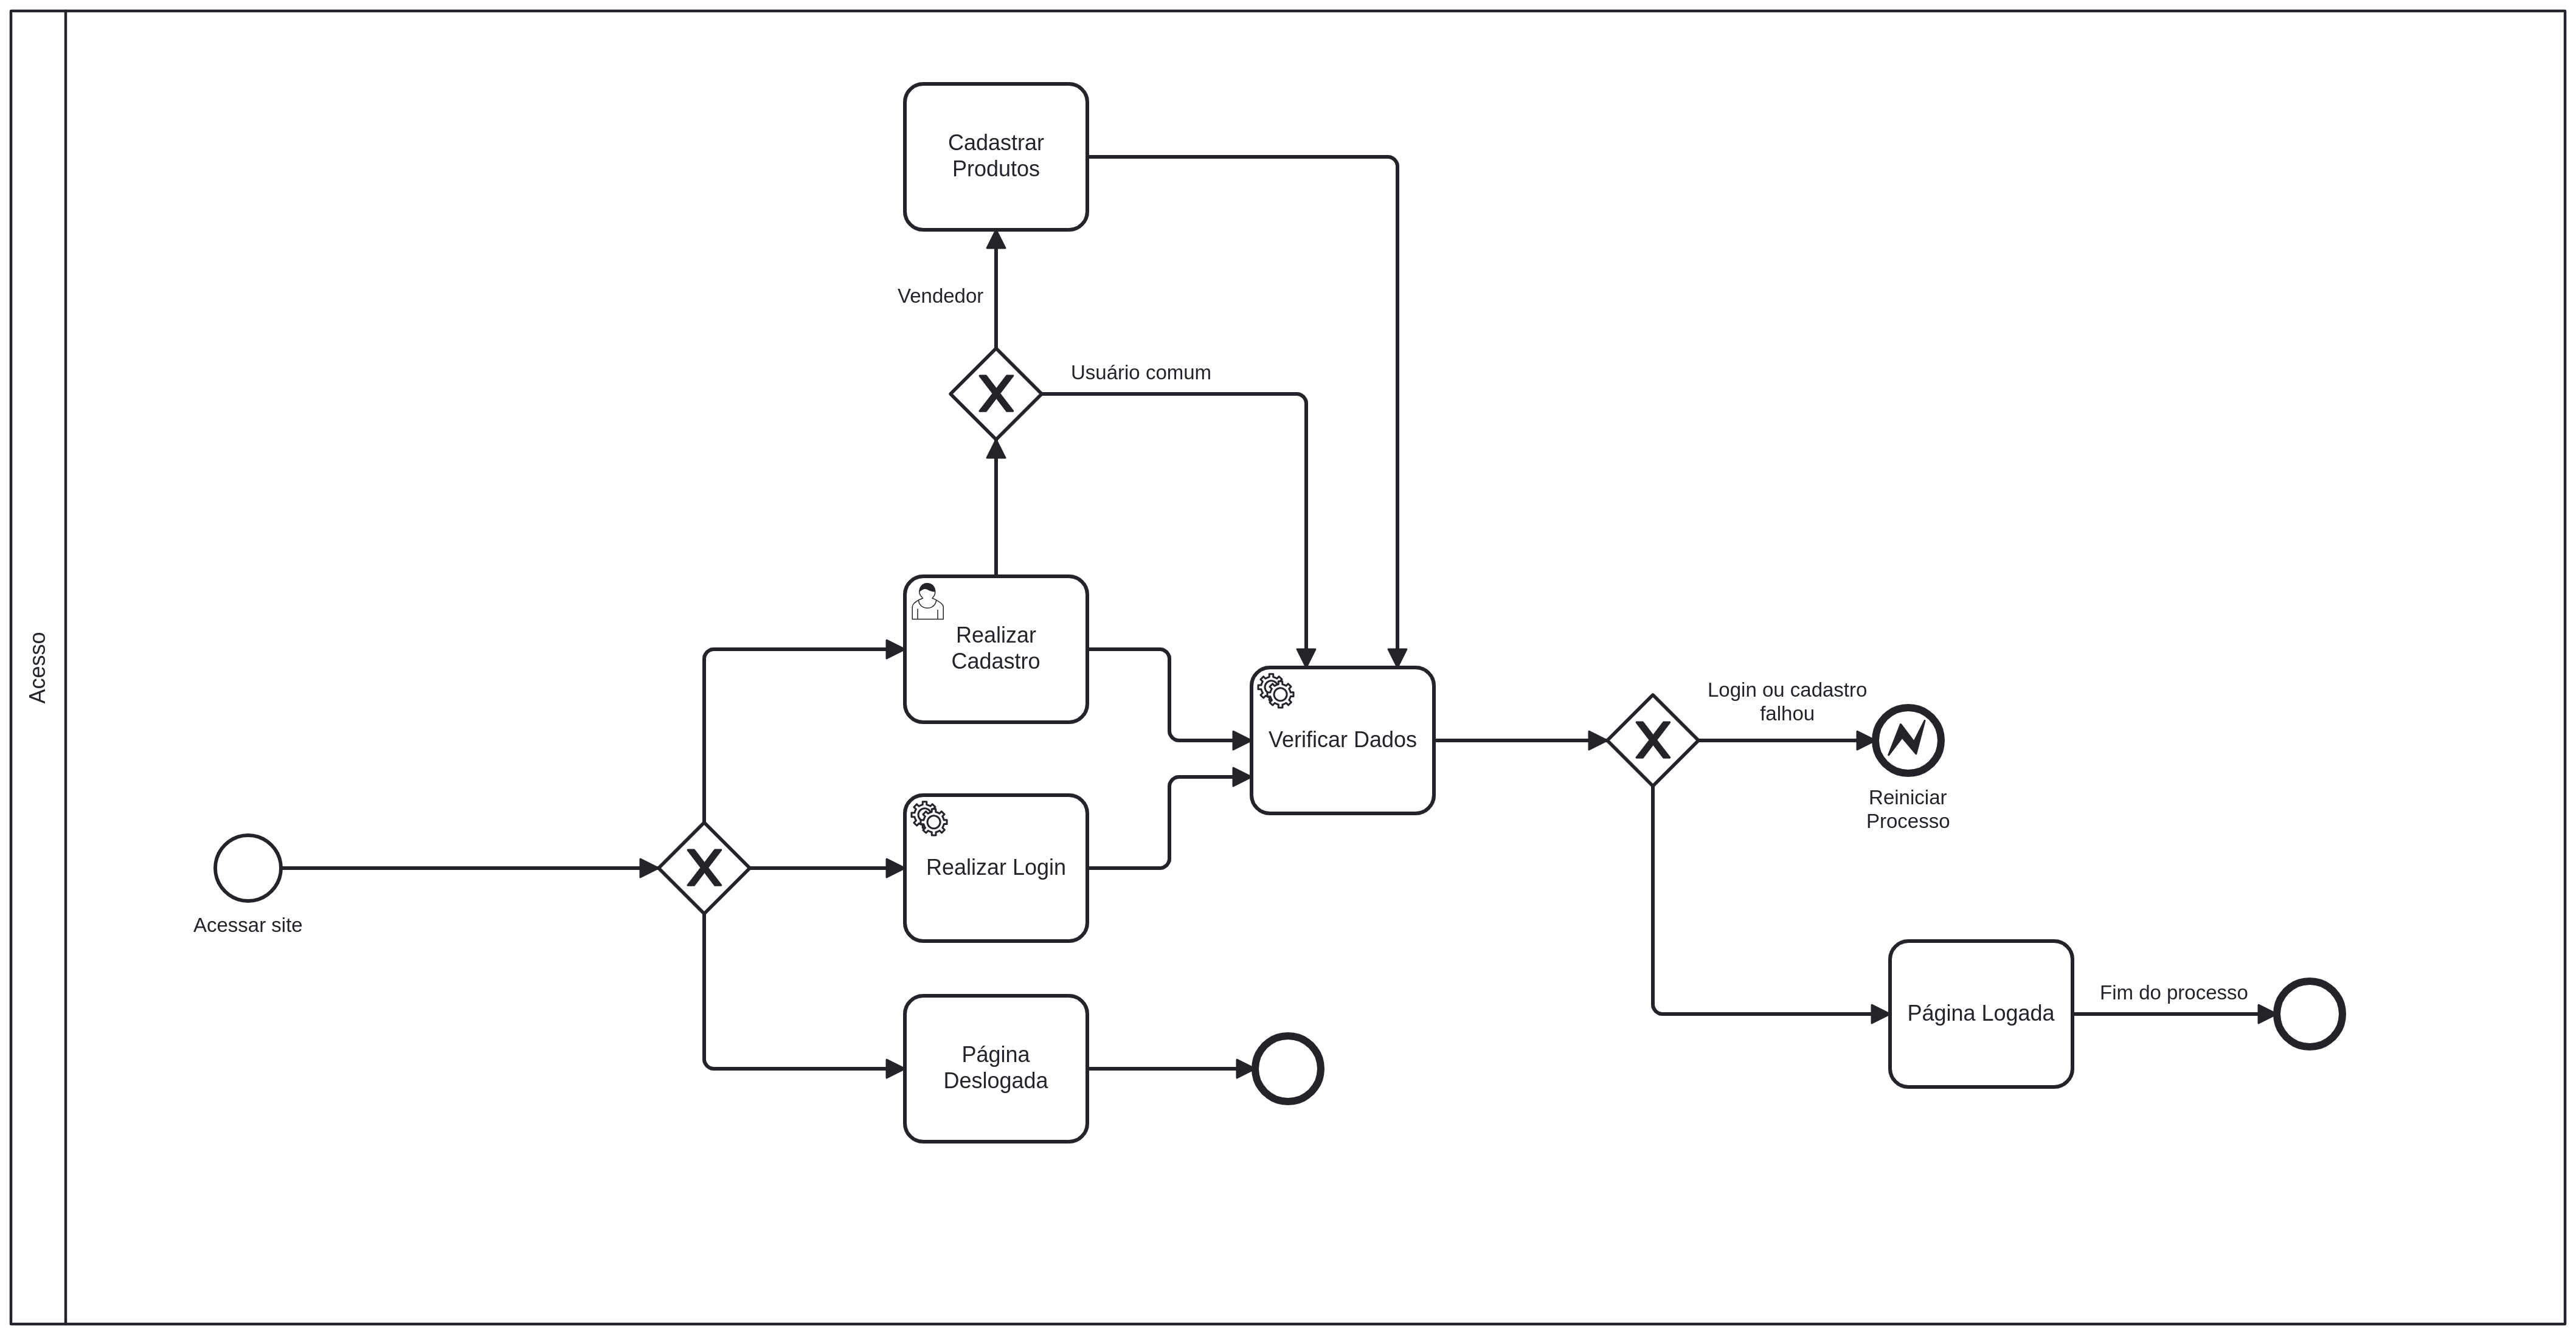 Acesso
Cadastrar
Produtos
Vendedor
Usuário comum
Realizar
Cadastro
Verificar Dados
Login ou cadastro
falhou
Reiniciar
Processo
Realizar Login
Acessar site
Página
Deslogada
Página Logada
Fim do processo